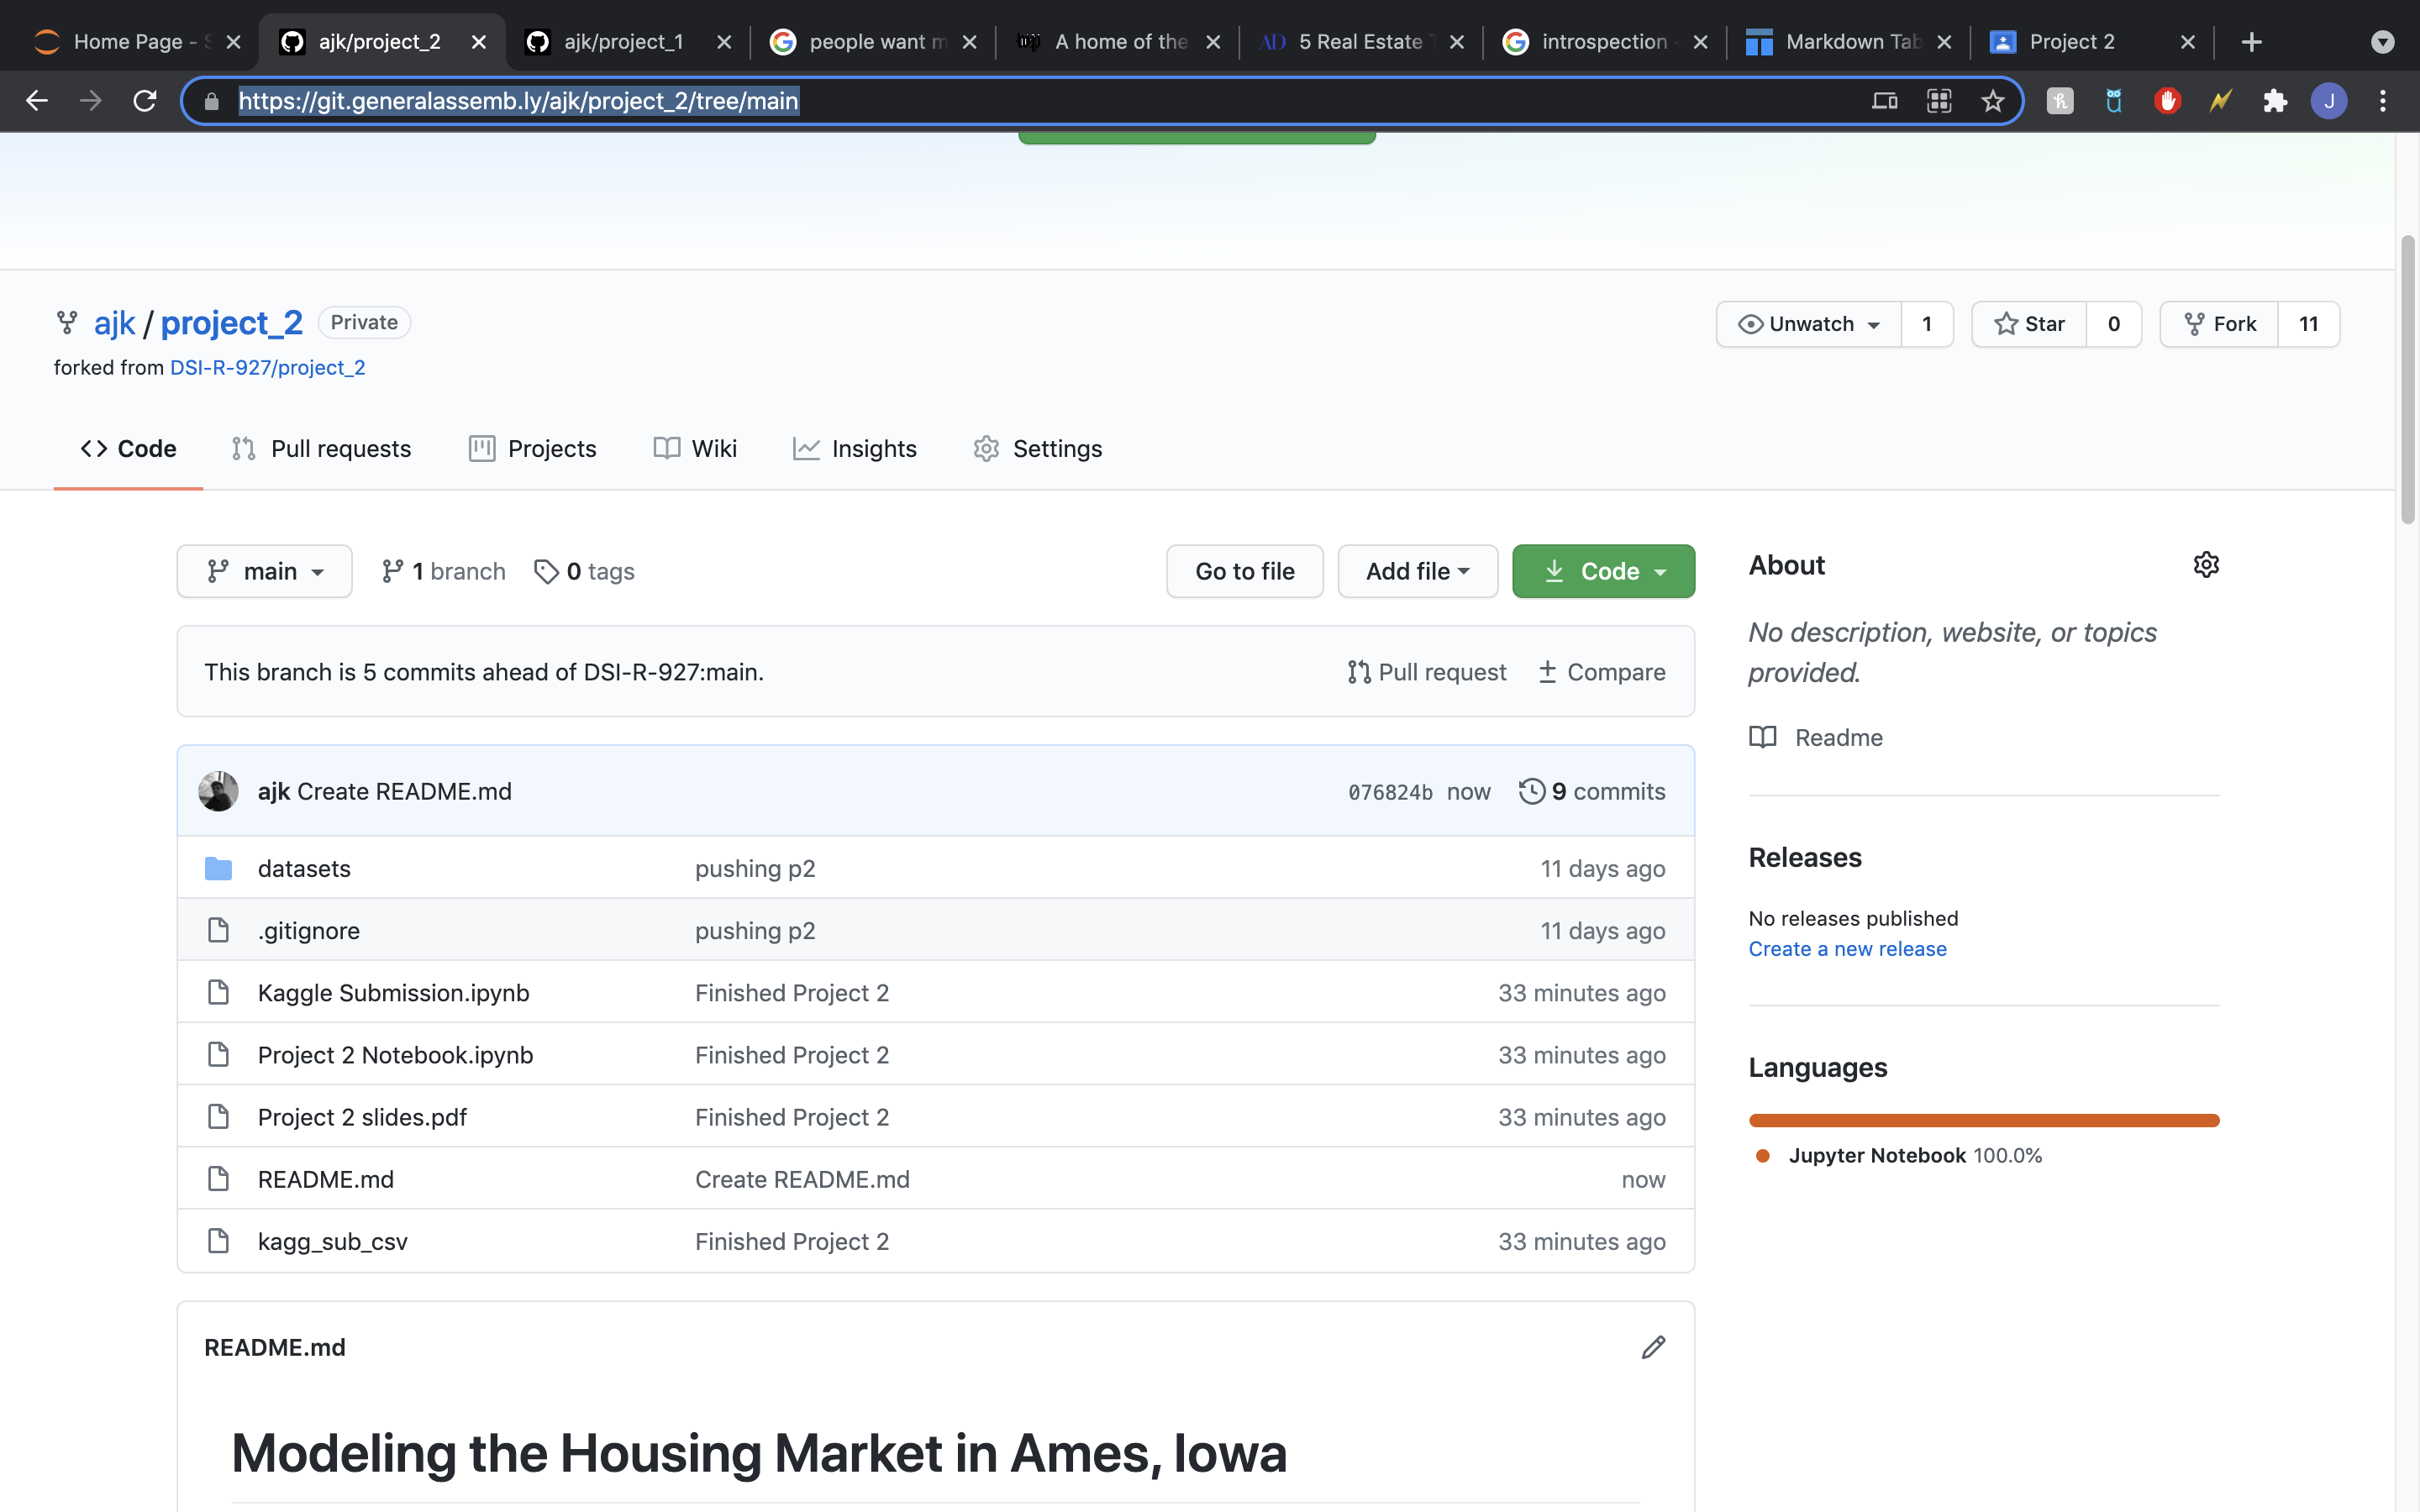 Home Page - S
ajk/project_2
ajk/project_1
people want m
A home of the
AD 5 Real Estate T
introspection -
Markdown Tab
Project 2
https://git.generalassemb.ly/ajk/project_2/tree/main
J
ajk / project_2 Private
Unwatch 1
Star 0
Fork 11
forked from DSI-R-927/project_2
Code
Pull requests
Projects
Wiki
Insights
Settings
main
1 branch
0 tags
Go to file
Add file
Code
This branch is 5 commits ahead of DSI-R-927:main.
Pull request
Compare
ajk Create README.md
076824b now
9 commits
datasets pushing p2 11 days ago
.gitignore pushing p2 11 days ago
Kaggle Submission.ipynb Finished Project 2 33 minutes ago
Project 2 Notebook.ipynb Finished Project 2 33 minutes ago
Project 2 slides.pdf Finished Project 2 33 minutes ago
README.md Create README.md now
kagg_sub_csv Finished Project 2 33 minutes ago
README.md
Modeling the Housing Market in Ames, Iowa
About
No description, website, or topics
provided.
Readme
Releases
No releases published
Create a new release
Languages
Jupyter Notebook 100.0%